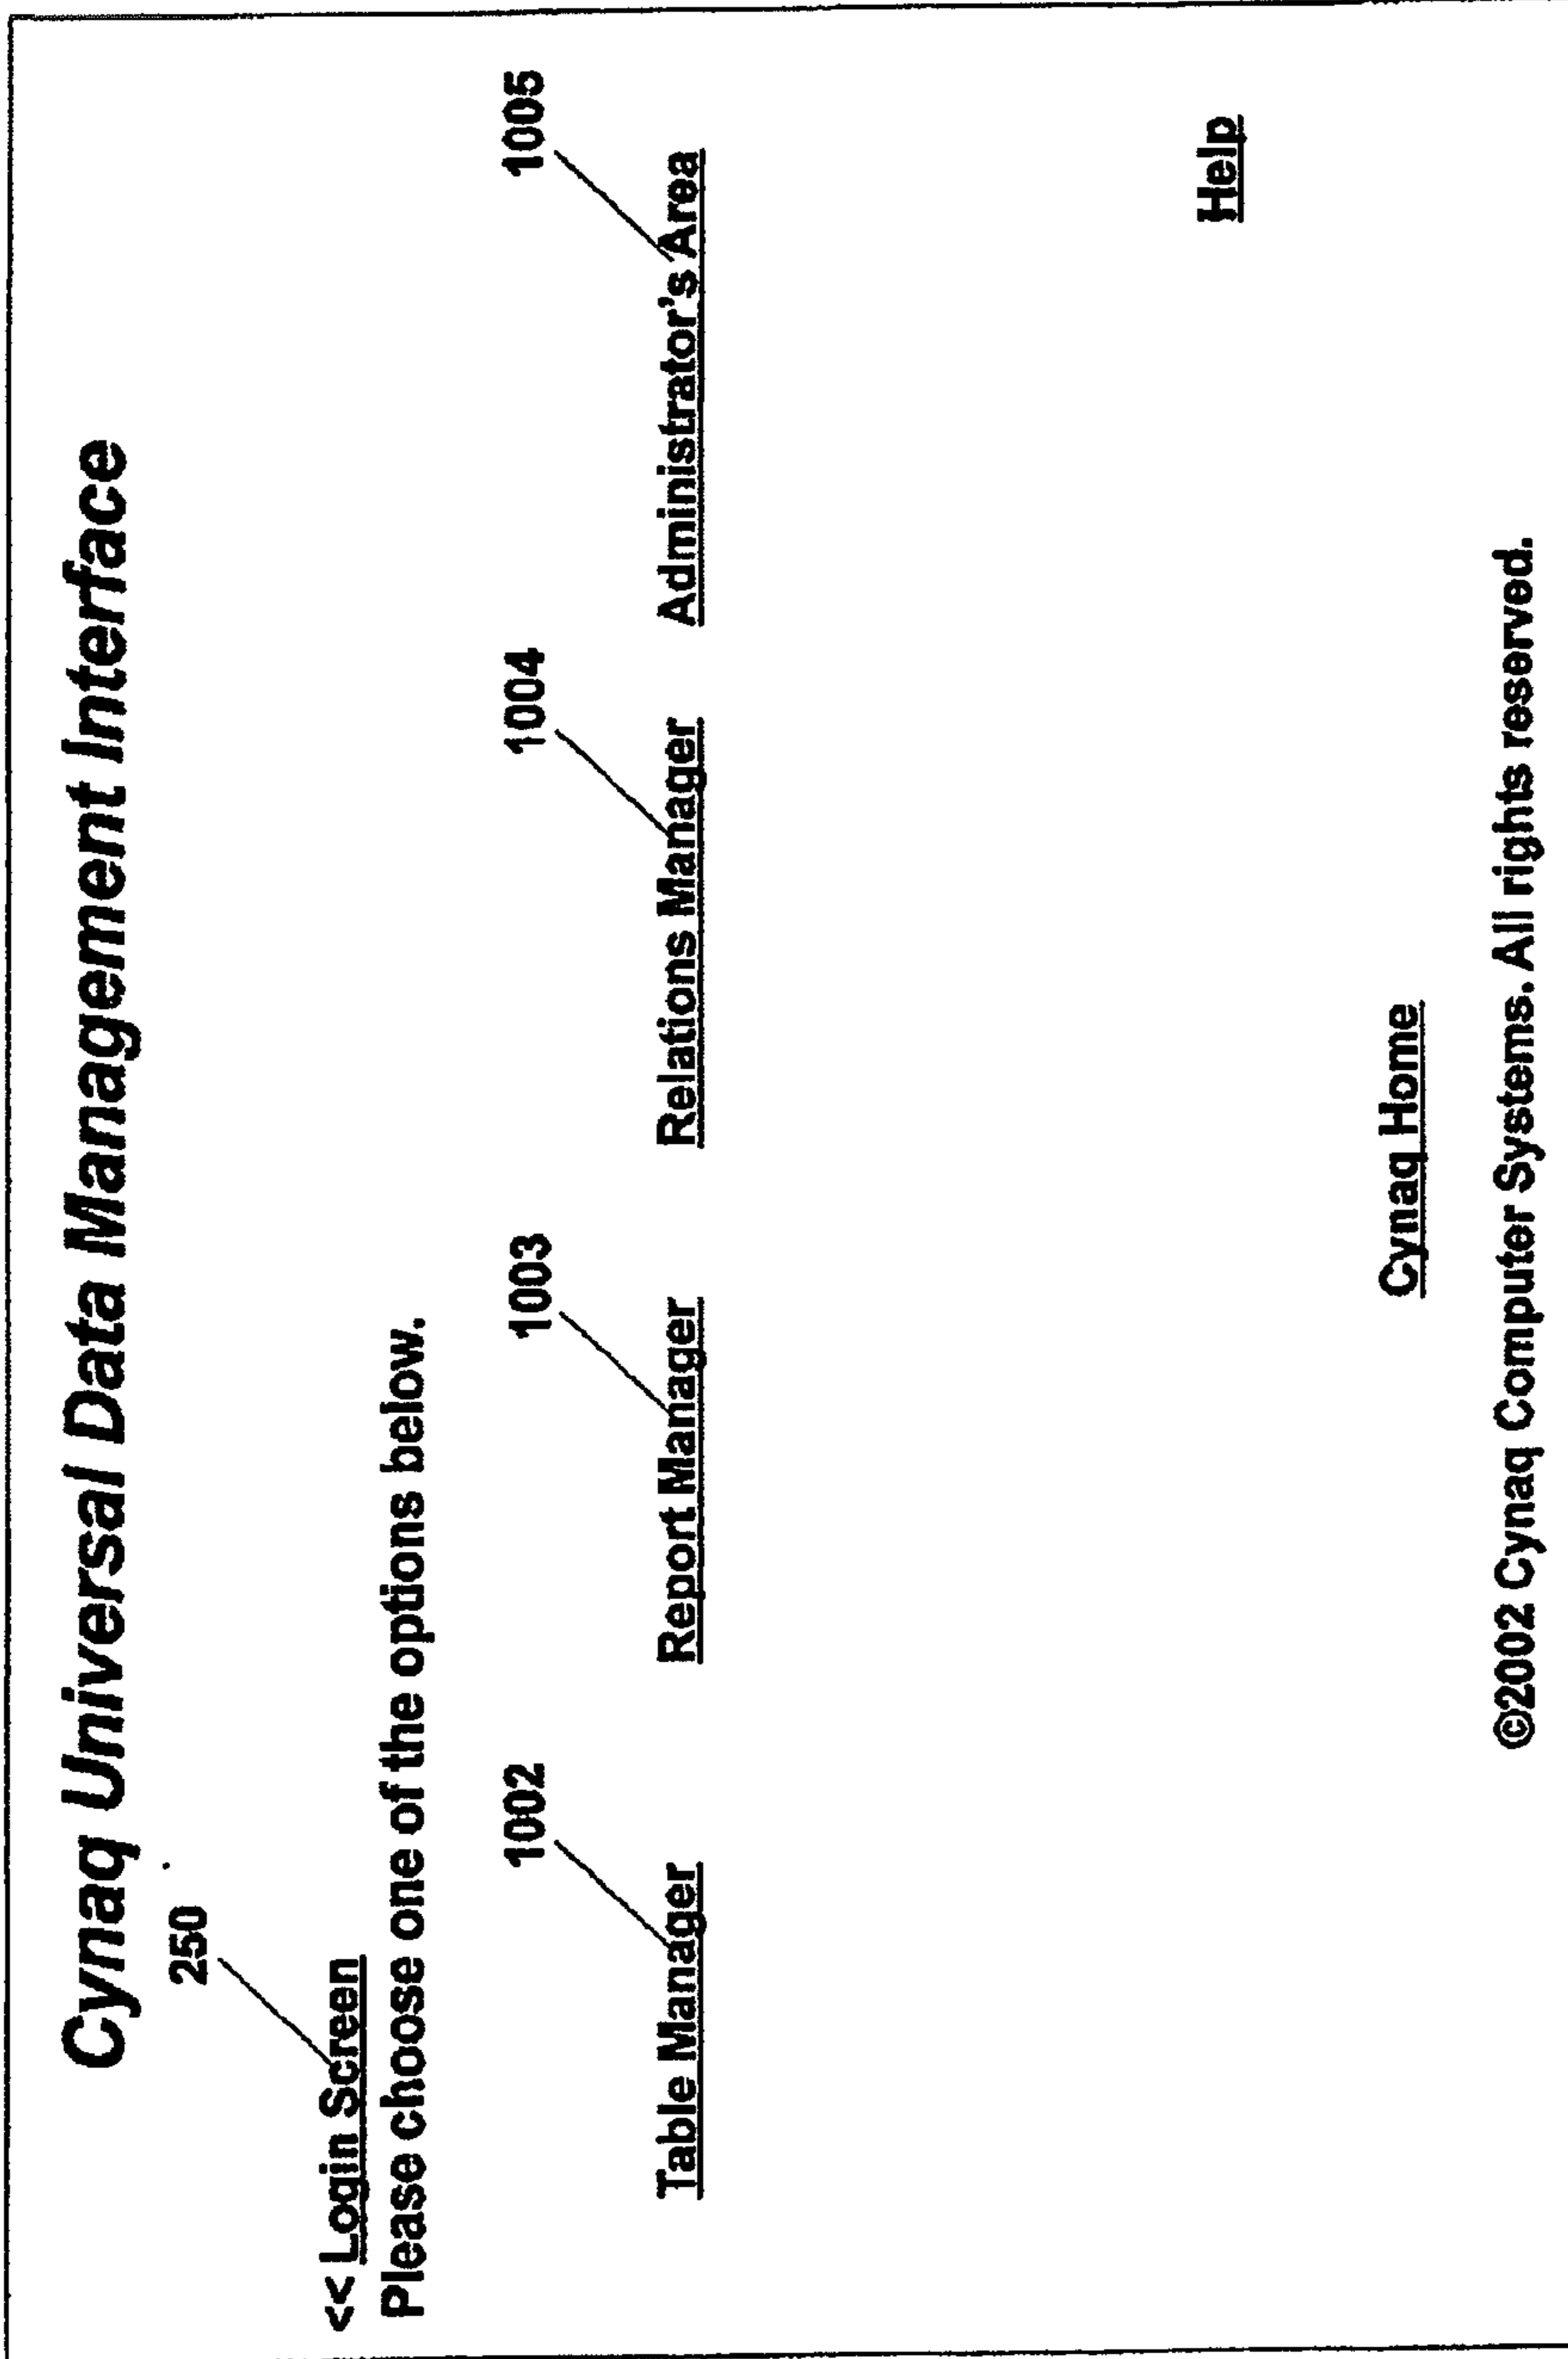 Cynaq Universal Data Management Interface
250
<< Login Screen
Please choose one of the options below.
1002 1003 1004 1005
Table Manager Report Manager Relations Manager Administrator's Area
Help
Cynaq Home
©2002 Cynaq Computer Systems. All rights reserved.